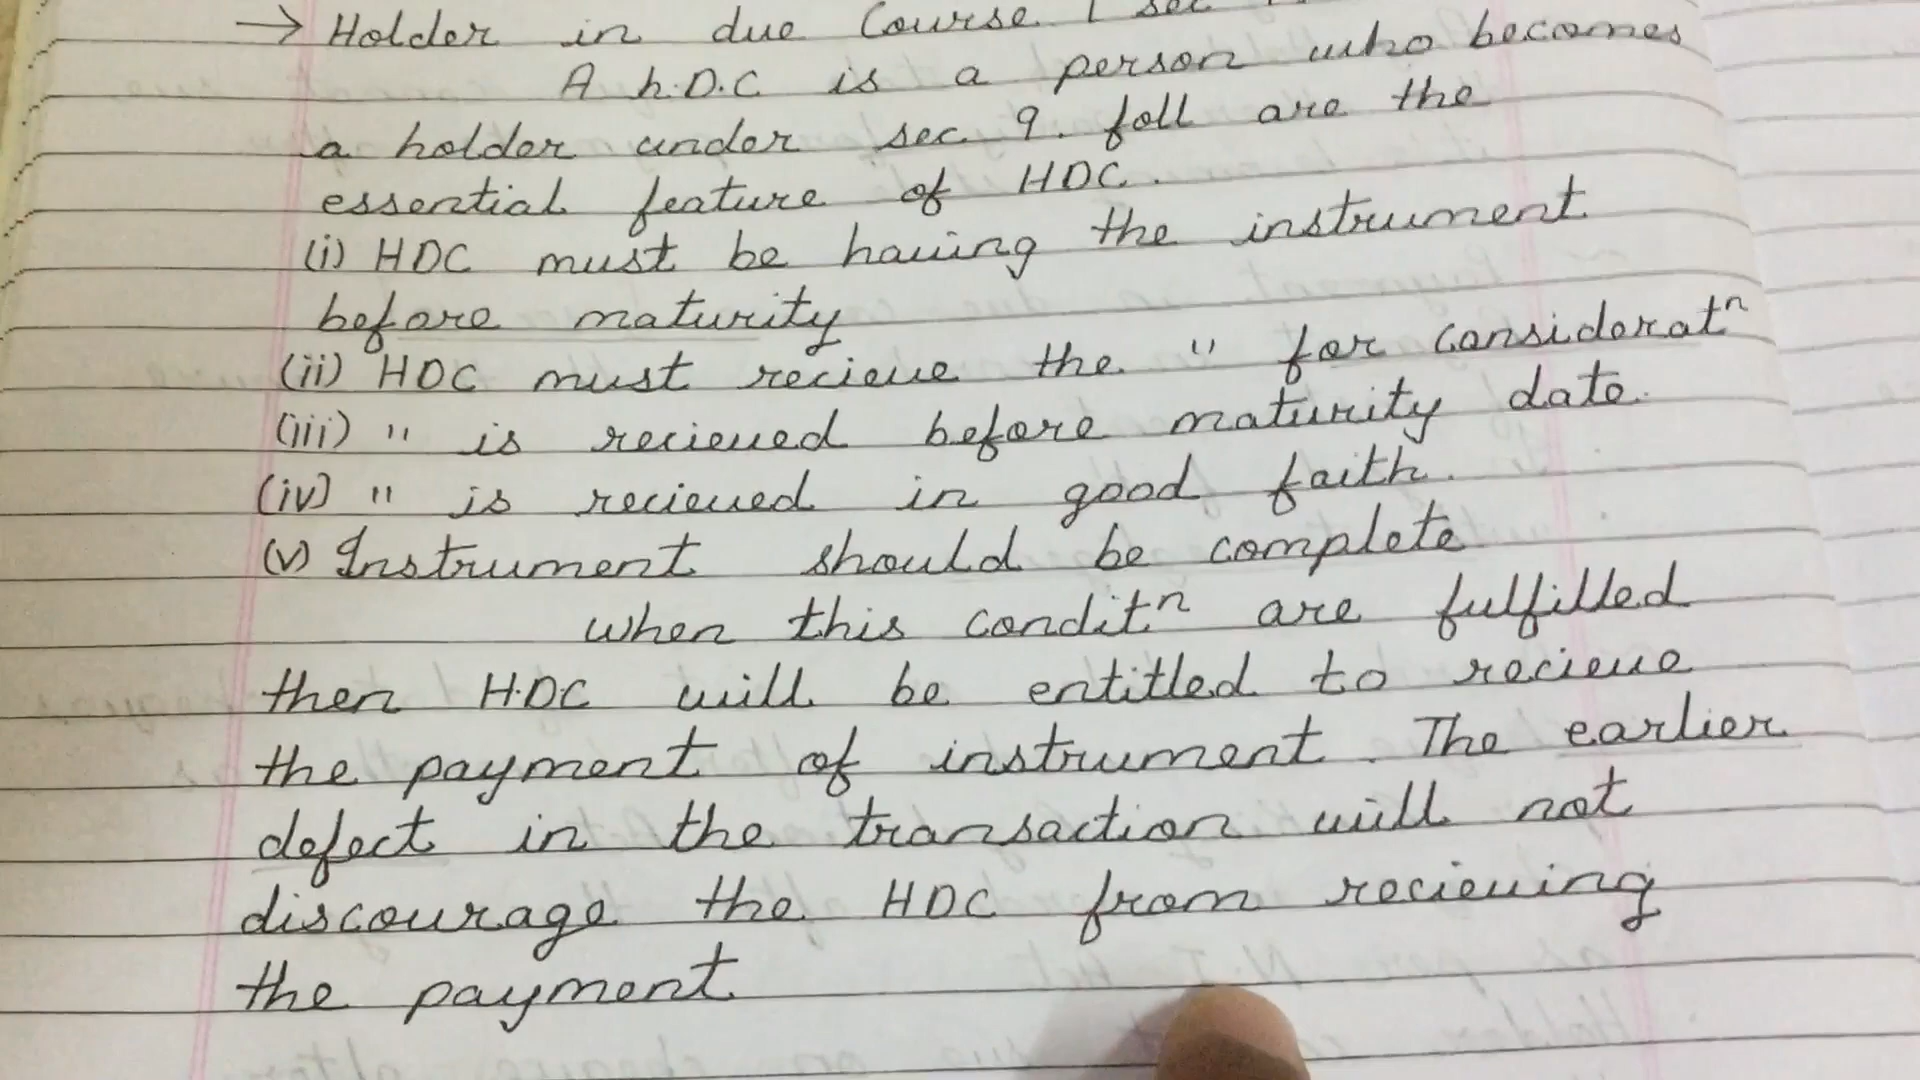 → Holder in due Course | sec
A h.D.C is a person who becomes
a holder under sec 9. foll are the
essential feature of HDC.
(i) HDC must be having the instrument
before maturity
(ii) HDC must recieve the " for consideratⁿ
(iii) " is recieved before maturity date.
(iv) " is recieved in good faith.
(v) Instrument should be complete
when this conditⁿ are fulfilled
then H.D.C will be entitled to recieve
the payment of instrument. The earlier
defect in the transaction will not
discourage the HDC from recieving
the payment